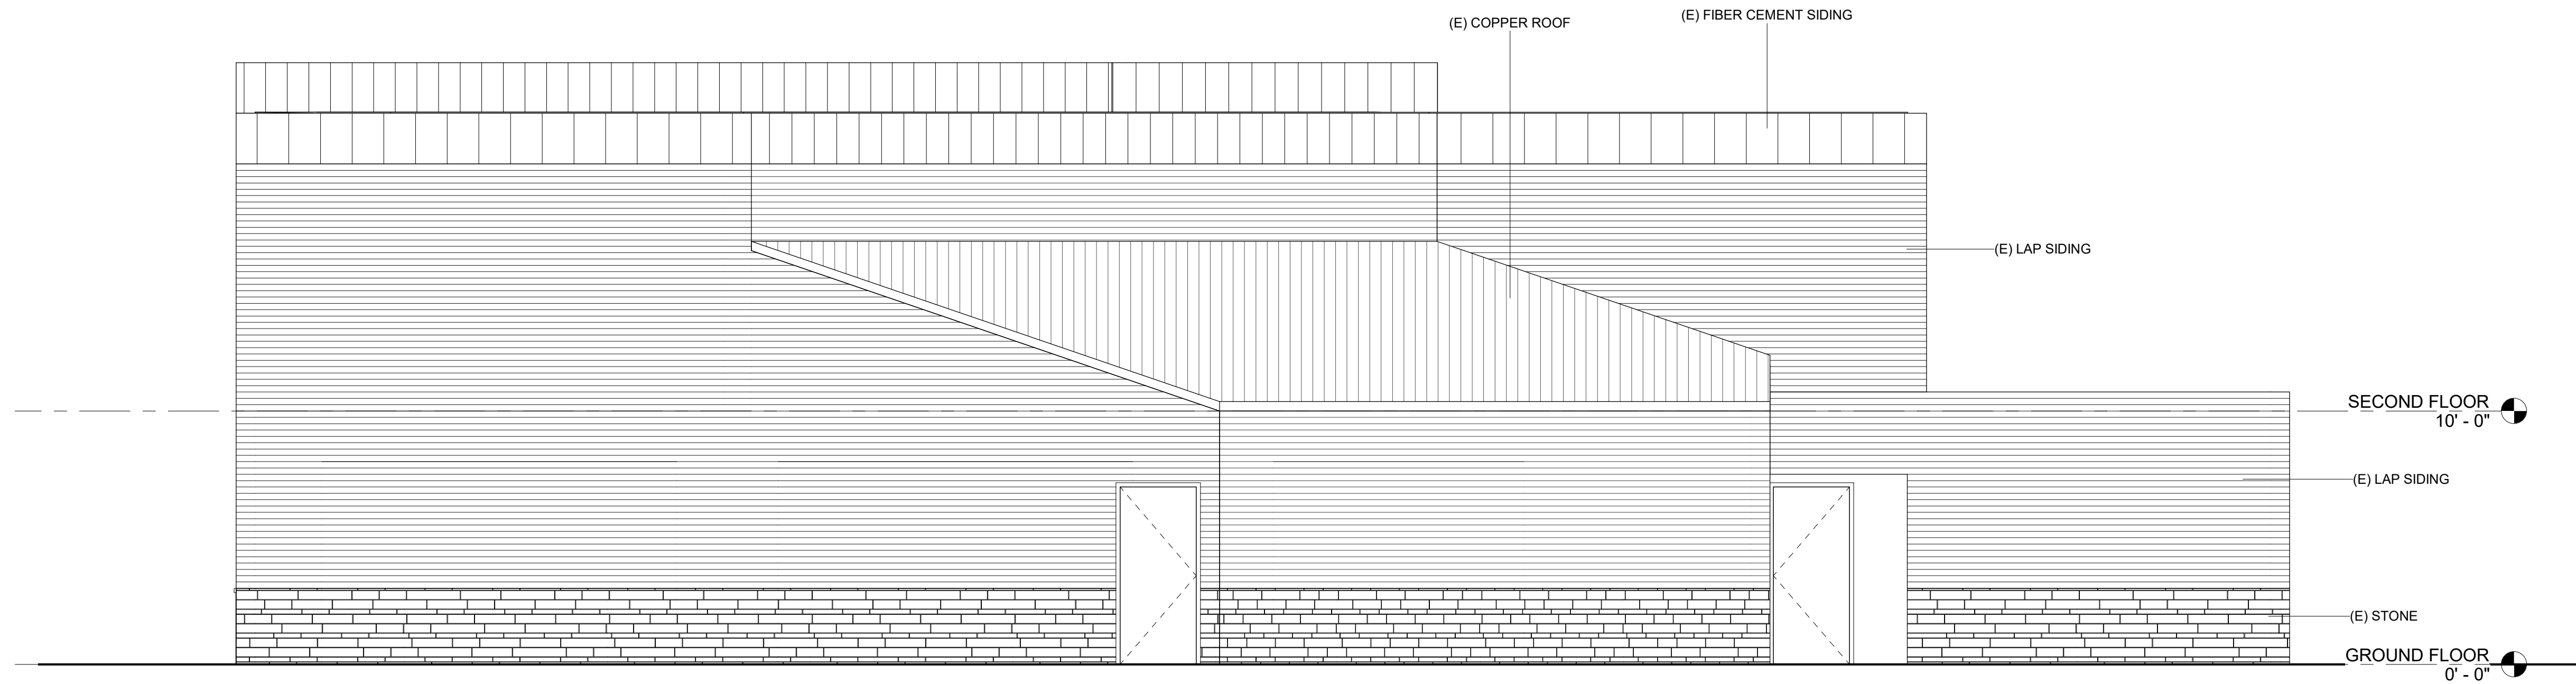 (E) COPPER ROOF
(E) FIBER CEMENT SIDING
(E) LAP SIDING
SECOND FLOOR
10' - 0"
(E) LAP SIDING
(E) STONE
GROUND FLOOR
0' - 0"